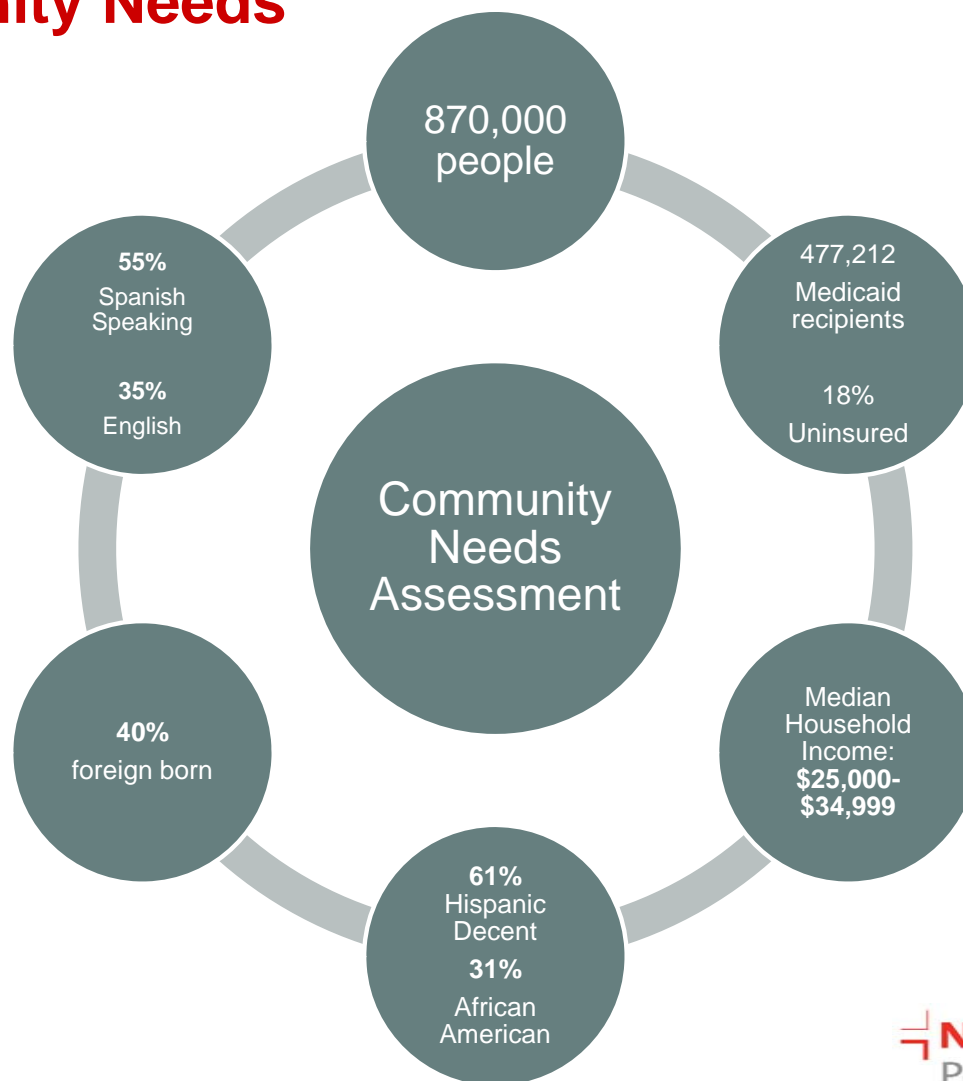 nity Needs
870,000
people
477,212
Medicaid
recipients
18%
Uninsured
Median
Household
Income:
$25,000-
$34,999
61%
Hispanic
Decent
31%
African
American
40%
foreign born
55%
Spanish
Speaking
35%
English
Community
Needs
Assessment
N
P